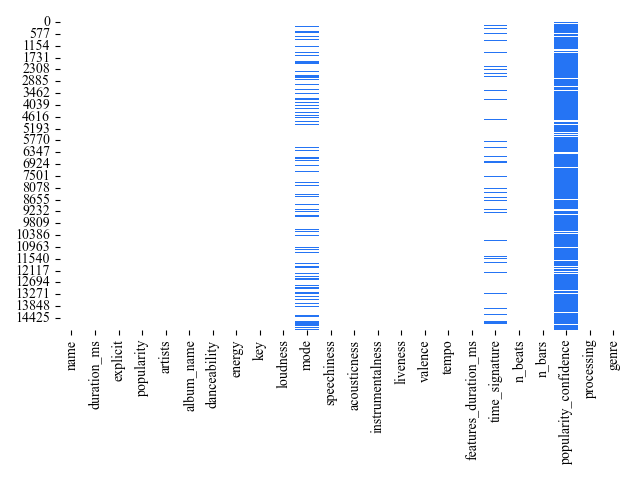 0
577
1154
1731
2308
2885
3462
4039
4616
5193
5770
6347
6924
7501
8078
8655
9232
9809
10386
10963
11540
12117
12694
13271
13848
14425
name
duration_ms
explicit
popularity
artists
album_name
danceability
energy
key
loudness
mode
speechiness
acousticness
instrumentalness
liveness
valence
tempo
features_duration_ms
time_signature
n_beats
n_bars
popularity_confidence
processing
genre